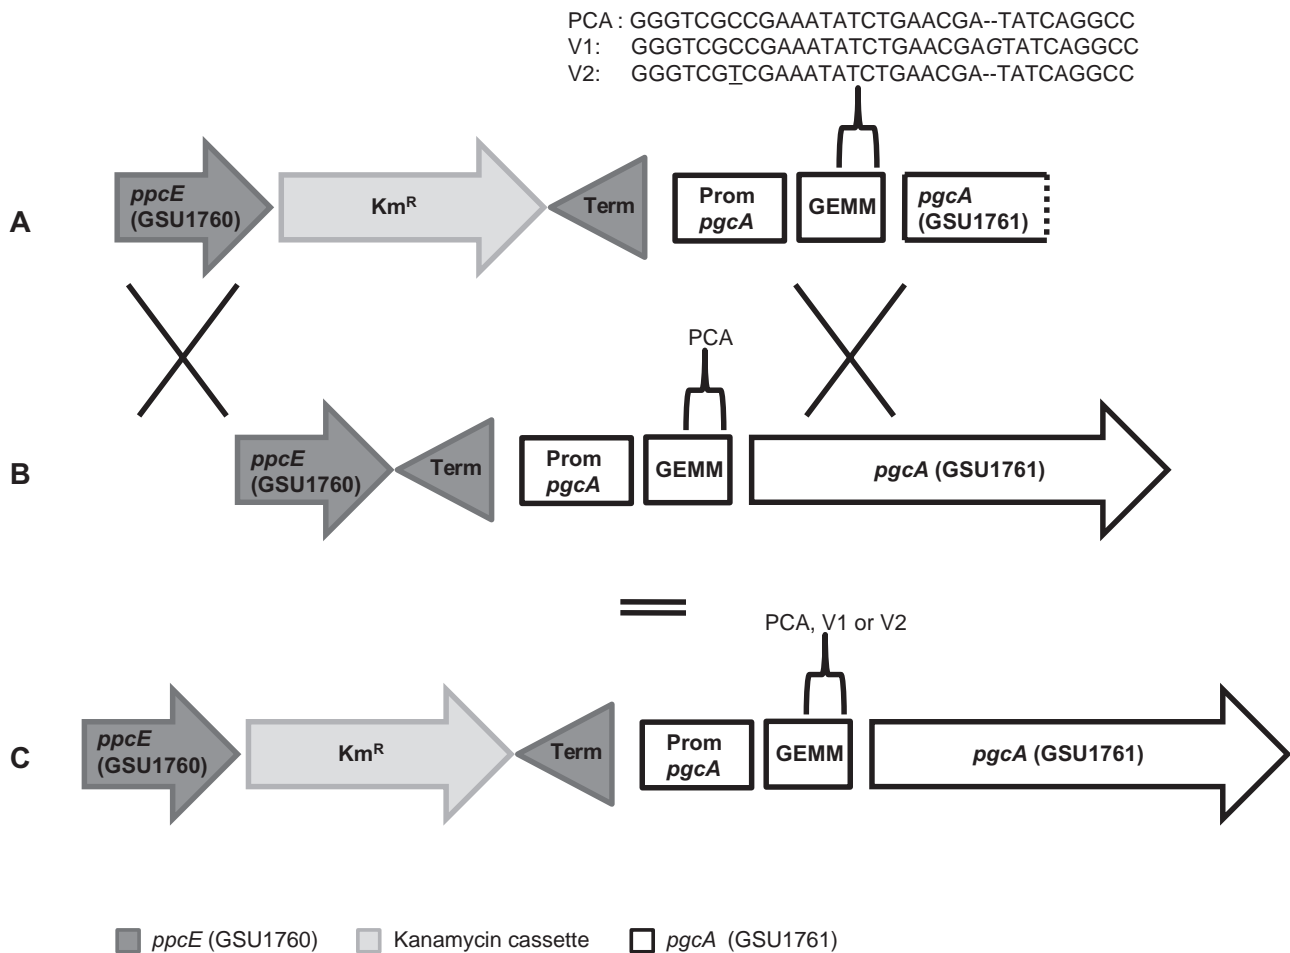 PCA : GGGTCGCCGAAATATCTGAACGA--TATCAGGCC
V1: GGGTCGCCGAAATATCTGAACGAGTATCAGGCC
V2: GGGTCGTCGAAATATCTGAACGA--TATCAGGCC
A
ppcE
(GSU1760)
KmR
Term
Prom
pgcA
GEMM
pgcA
(GSU1761)
PCA
B
ppcE
(GSU1760)
Term
Prom
pgcA
GEMM
pgcA (GSU1761)
PCA, V1 or V2
C
ppcE
(GSU1760)
KmR
Term
Prom
pgcA
GEMM
pgcA (GSU1761)
ppcE (GSU1760)
Kanamycin cassette
pgcA (GSU1761)